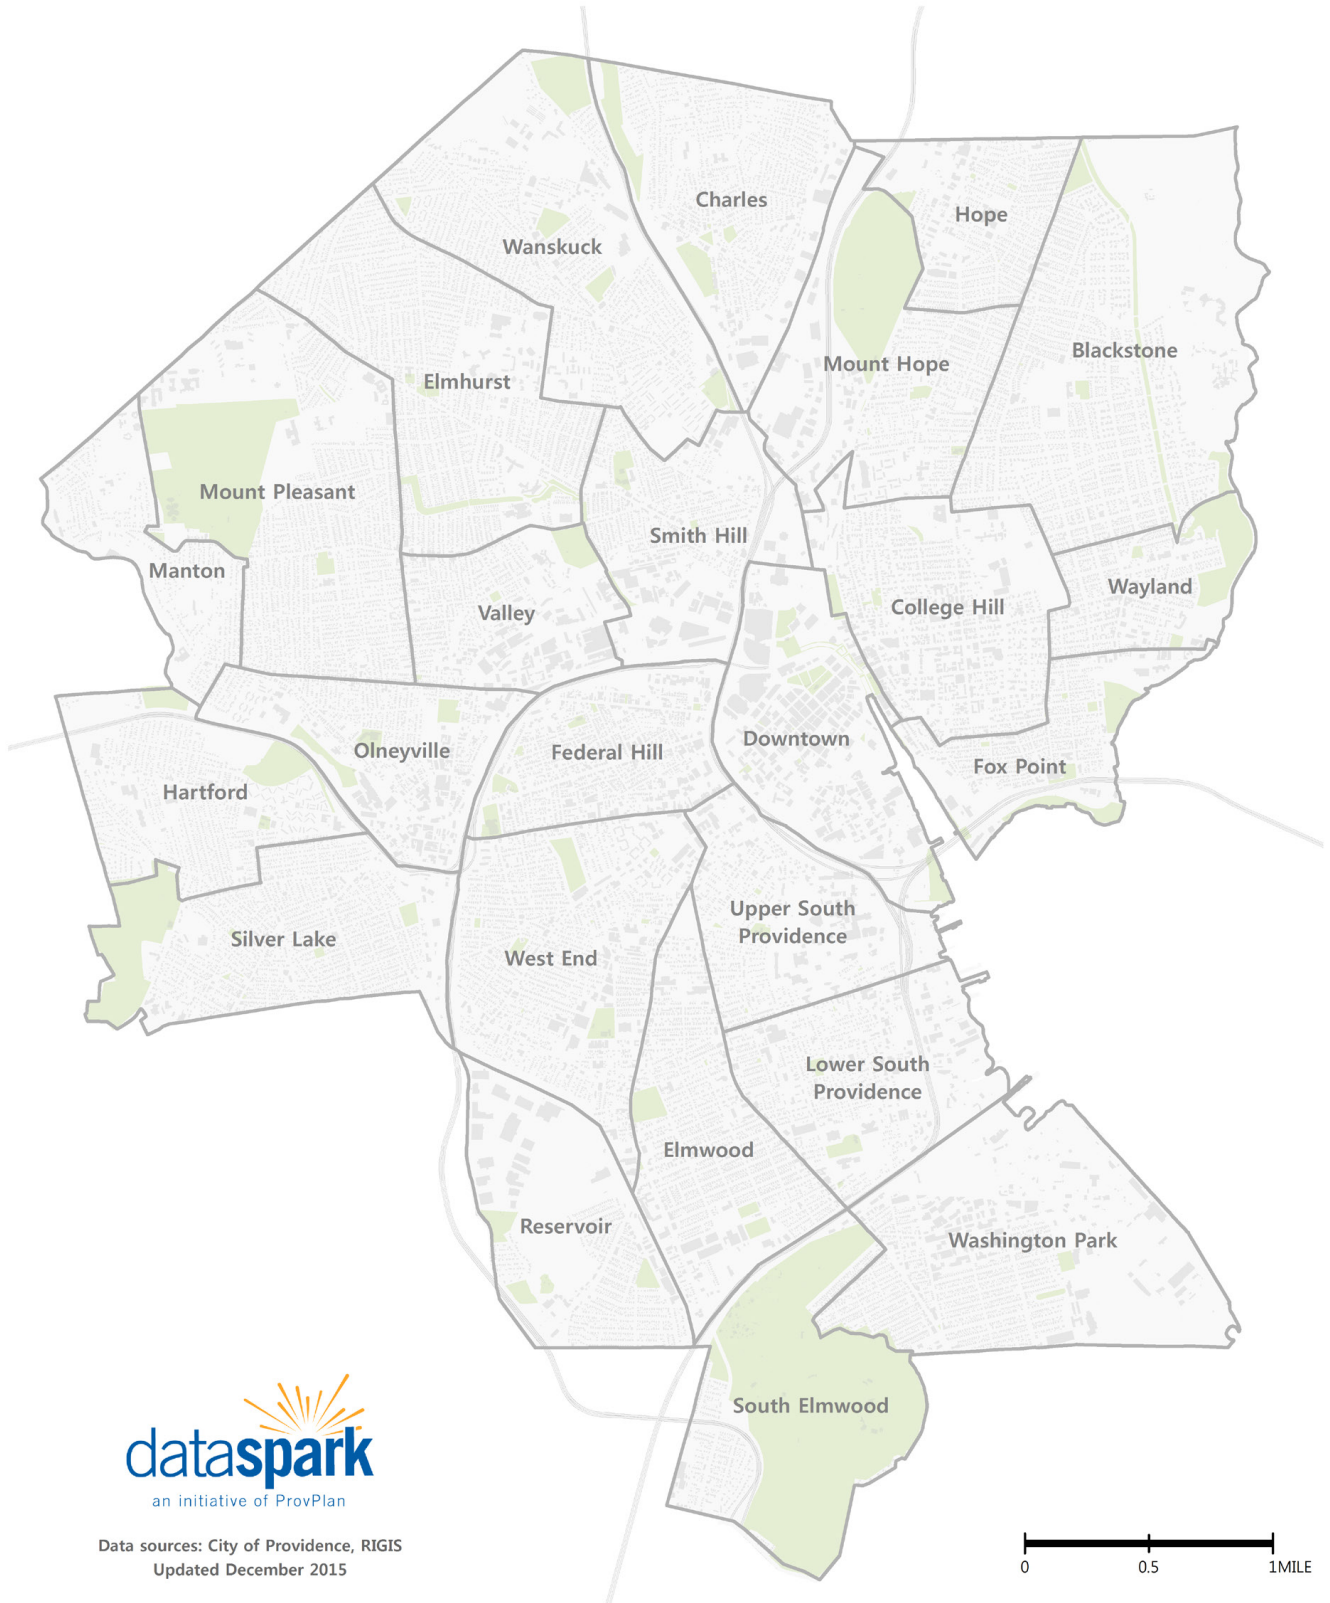 Charles
Hope
Wanskuck
Blackstone
Mount Hope
Elmhurst
Mount Pleasant
Smith Hill
Manton
Wayland
College Hill
Valley
Downtown
Olneyville
Federal Hill
Fox Point
Hartford
Upper South
Providence
Silver Lake
West End
Lower South
Providence
Elmwood
Reservoir
Washington Park
South Elmwood
dataspark
an initiative of ProvPlan
Data sources: City of Providence, RIGIS
Updated December 2015
0 0.5 1MILE